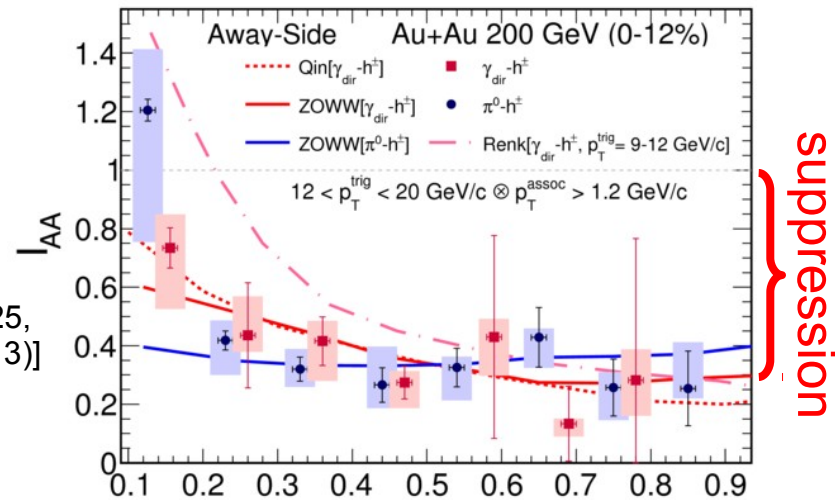 Away-Side Au+Au 200 GeV (0-12%)
Qin[γdir-h±]
ZOWW[γdir-h±]
ZOWW[π0-h±]
γdir-h±
π0-h±
Renk[γdir-h±, pTtrig= 9-12 GeV/c]
12 < pTtrig < 20 GeV/c ⊗ pTassoc > 1.2 GeV/c
IAA
1.4
1.2
1
0.8
0.6
0.4
0.2
0
0.1 0.2 0.3 0.4 0.5 0.6 0.7 0.8 0.9
suppression
25,
3)]